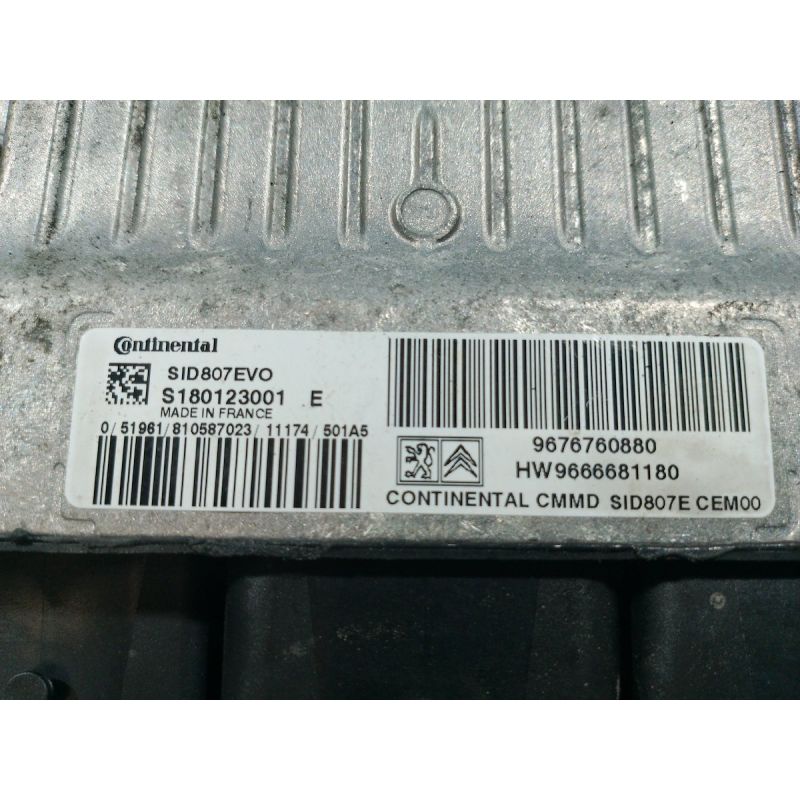 Continental
SID807EVO
S180123001 E
MADE IN FRANCE
0/51961/810587023/11174/501A5
9676760880
HW9666681180
CONTINENTAL CMMD SID807E CEM00